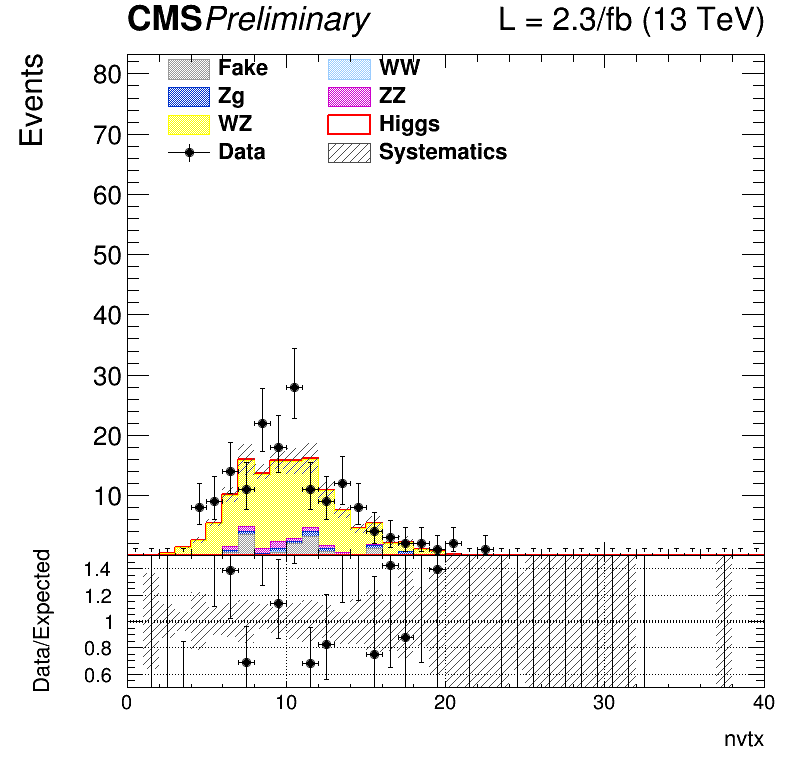 CMS Preliminary L = 2.3/fb (13 TeV)
Events
80
70
60
50
40
30
20
10
Fake WW
Zg ZZ
WZ Higgs
Data Systematics
Data/Expected
1.4
1.2
1
0.8
0.6
0 10 20 30 40
nvtx